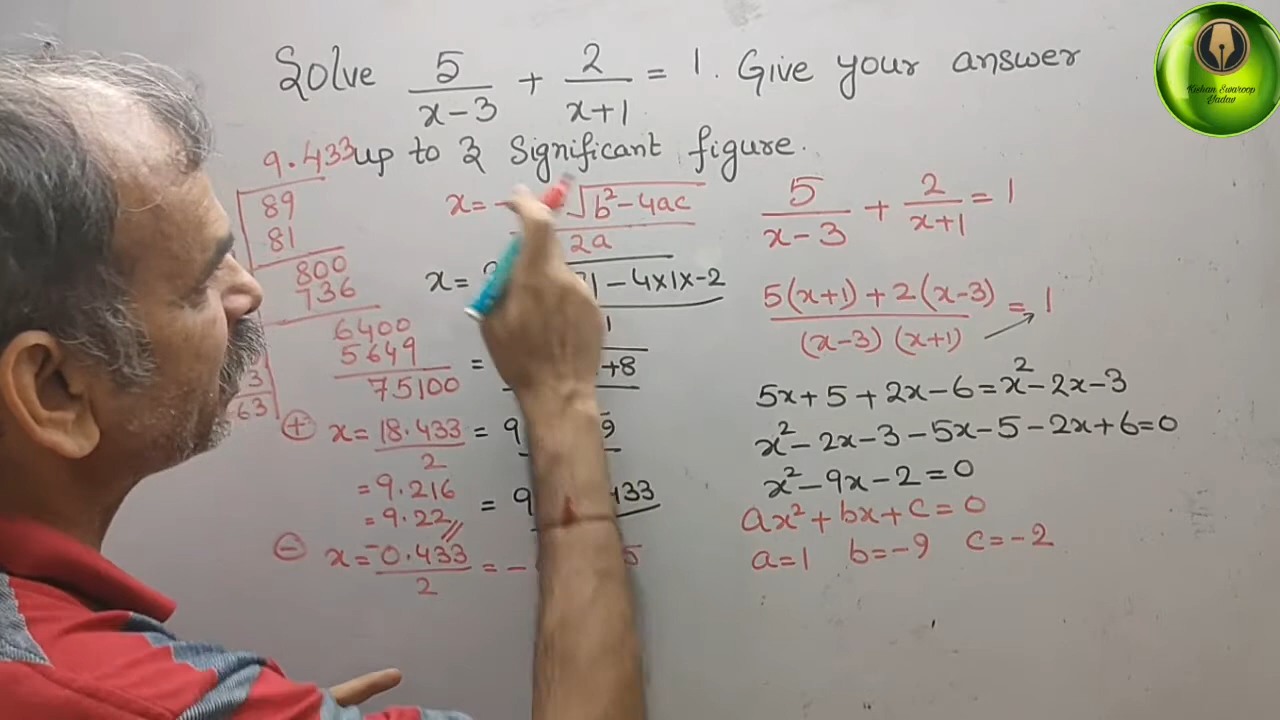 Solve 5/(x-3) + 2/(x+1) = 1. Give your answer
up to 3 Significant figure.
9.433
89
81
800
736
6400
5649
75100
x = √(b²-4ac)
2a
x = 1 - 4x1x-2
1
= +8
= 9
= 9 433
⊕ x = 18.433/2
= 9.216
= 9.22
⊖ x = -0.433/2 = -
5/(x-3) + 2/(x+1) = 1
(5(x+1) + 2(x-3))/((x-3)(x+1)) = 1
5x+5+2x-6 = x²-2x-3
x²-2x-3-5x-5-2x+6=0
x²-9x-2=0
ax²+bx+c=0
a=1 b=-9 c=-2
Kishan Swaroop
Yadav